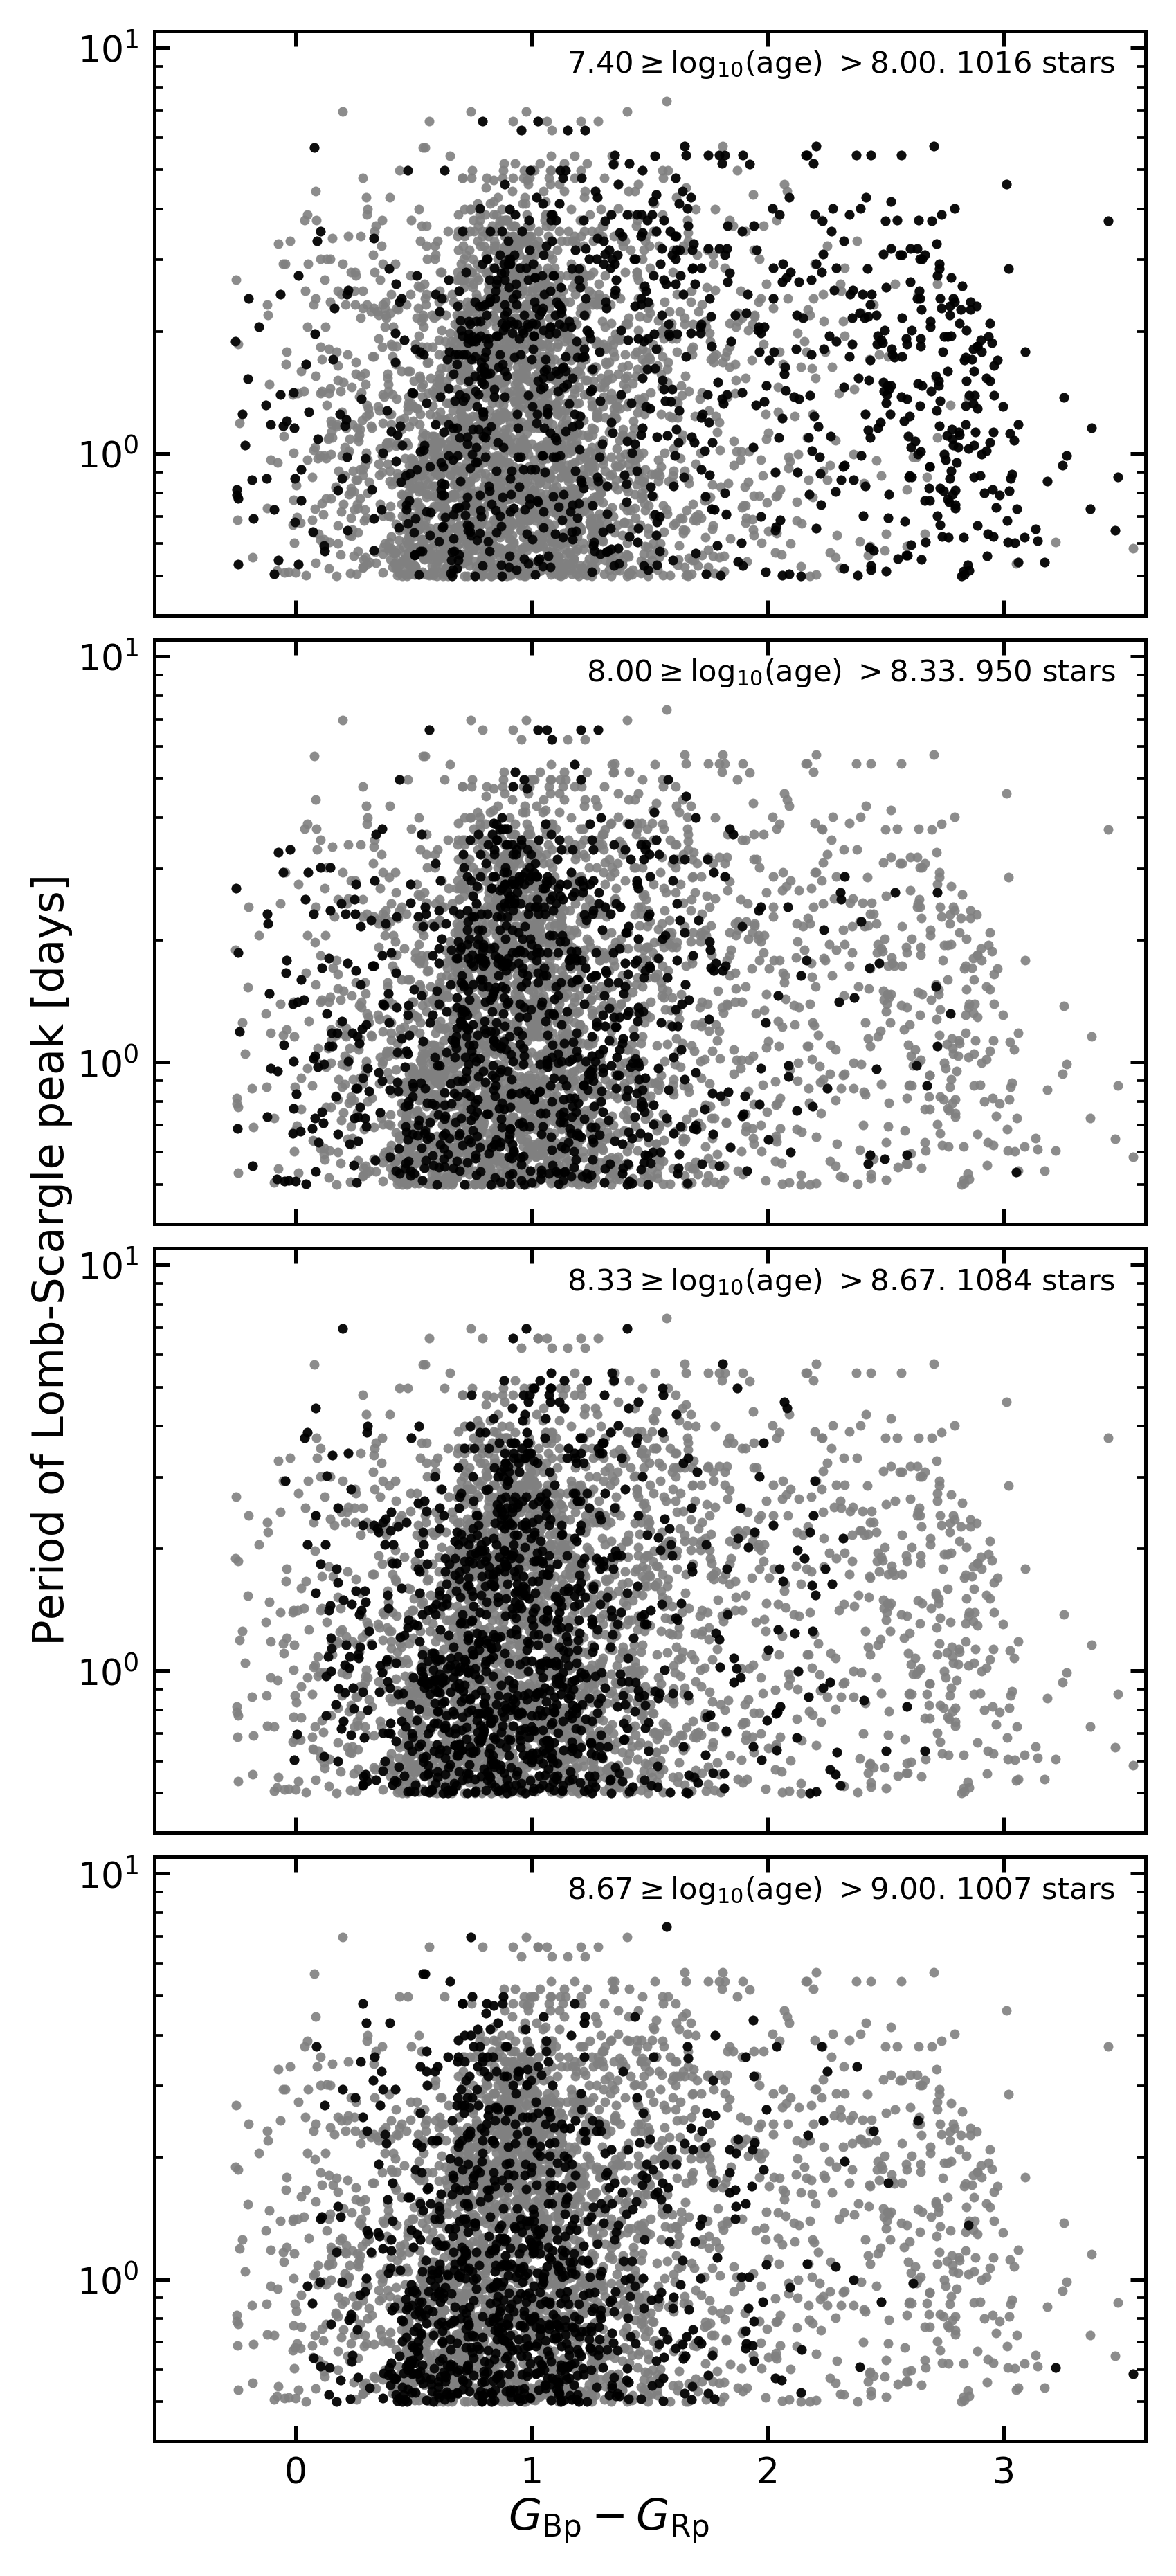 10¹
7.40 ≥ log₁₀(age) > 8.00. 1016 stars
10⁰
10¹
8.00 ≥ log₁₀(age) > 8.33. 950 stars
10⁰
Period of Lomb-Scargle peak [days]
10¹
8.33 ≥ log₁₀(age) > 8.67. 1084 stars
10⁰
10¹
8.67 ≥ log₁₀(age) > 9.00. 1007 stars
10⁰
0 1 2 3
G_Bp − G_Rp